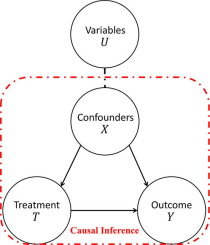 Variables
U
Confounders
X
Treatment
T
Outcome
Y
Causal Inference